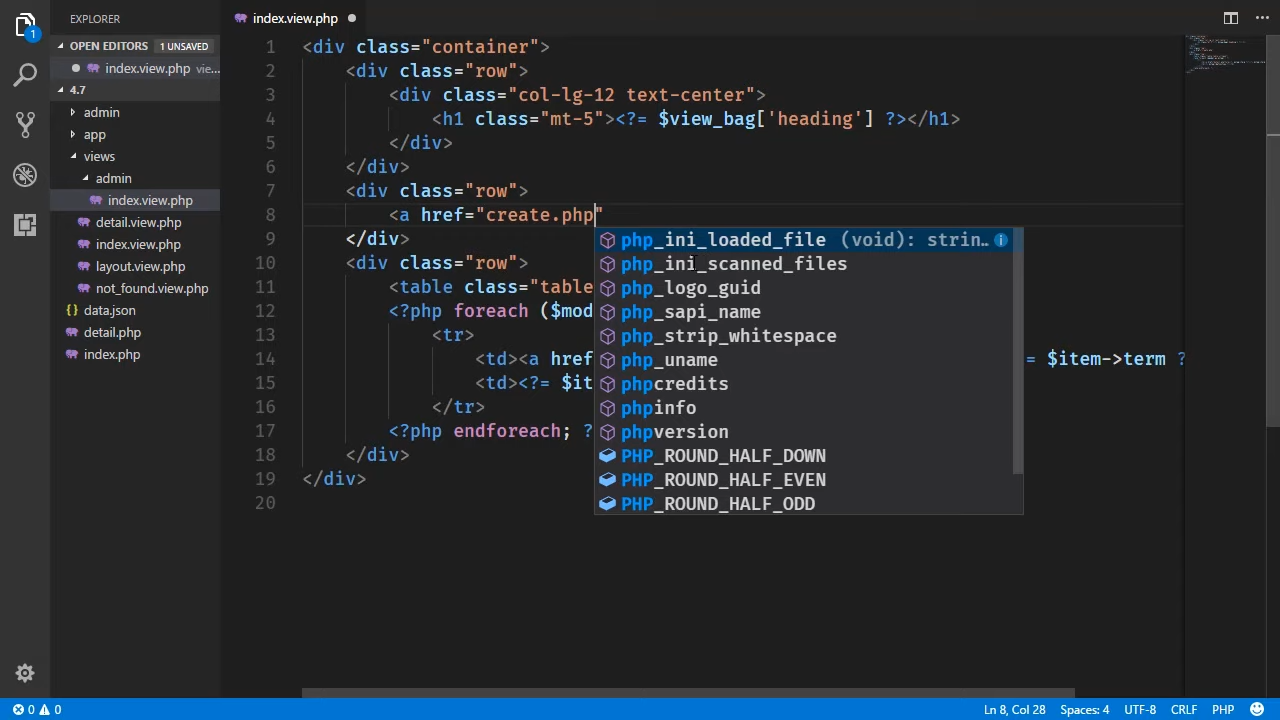 EXPLORER
OPEN EDITORS 1 UNSAVED
index.view.php vie...
4.7
admin
app
views
admin
index.view.php
detail.view.php
index.view.php
layout.view.php
not_found.view.php
{} data.json
detail.php
index.php
1
index.view.php
1 <div class="container">
2 <div class="row">
3 <div class="col-lg-12 text-center">
4 <h1 class="mt-5"><?= $view_bag['heading'] ?></h1>
5 </div>
6 </div>
7 <div class="row">
8 <a href="create.php"
9 </div>
10 <div class="row">
11 <table class="table
12 <?php foreach ($mod
13 <tr>
14 <td><a href = $item->term ?
15 <td><?= $it
16 </tr>
17 <?php endforeach; ?
18 </div>
19 </div>
20
php_ini_loaded_file (void): strin...
php_ini_scanned_files
php_logo_guid
php_sapi_name
php_strip_whitespace
php_uname
phpcredits
phpinfo
phpversion
PHP_ROUND_HALF_DOWN
PHP_ROUND_HALF_EVEN
PHP_ROUND_HALF_ODD
0 0 Ln 8, Col 28 Spaces: 4 UTF-8 CRLF PHP